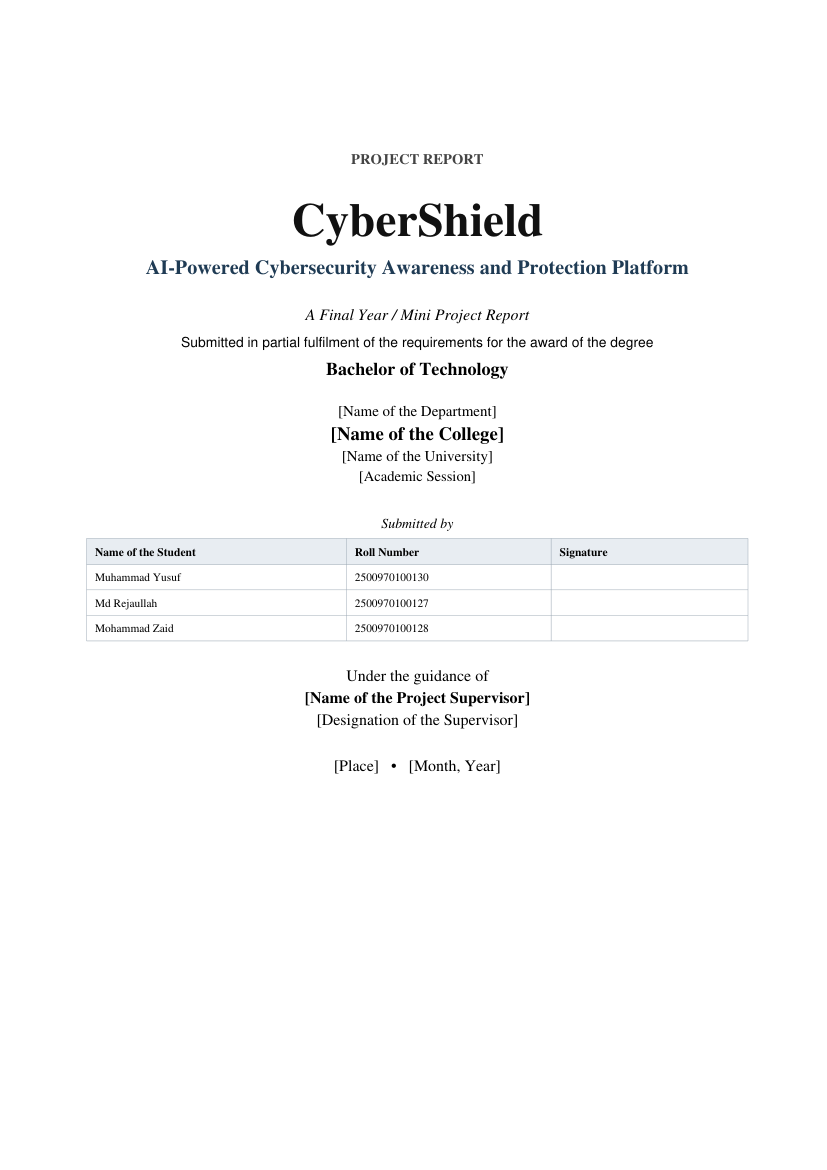 PROJECT REPORT
CyberShield
AI-Powered Cybersecurity Awareness and Protection Platform
A Final Year / Mini Project Report
Submitted in partial fulfilment of the requirements for the award of the degree
Bachelor of Technology
[Name of the Department]
[Name of the College]
[Name of the University]
[Academic Session]
Submitted by
Name of the Student Roll Number Signature
Muhammad Yusuf 2500970100130
Md Rejaullah 2500970100127
Mohammad Zaid 2500970100128
Under the guidance of
[Name of the Project Supervisor]
[Designation of the Supervisor]
[Place] • [Month, Year]